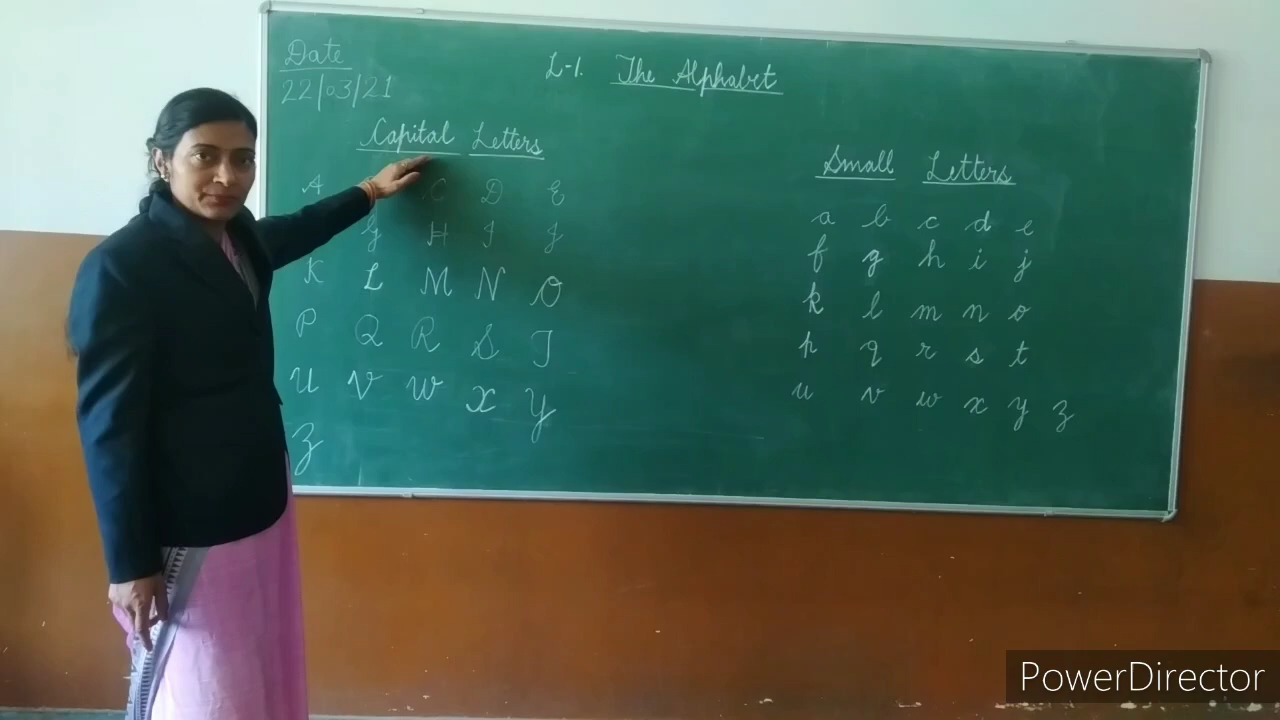 Date
22/03/21
L-1. The Alphabet
Capital Letters
A C D E
G H I J
K L M N O
P Q R S T
U V W X Y
Z
Small Letters
a b c d e
f g h i j
k l m n o
p q r s t
u v w x y z
PowerDirector